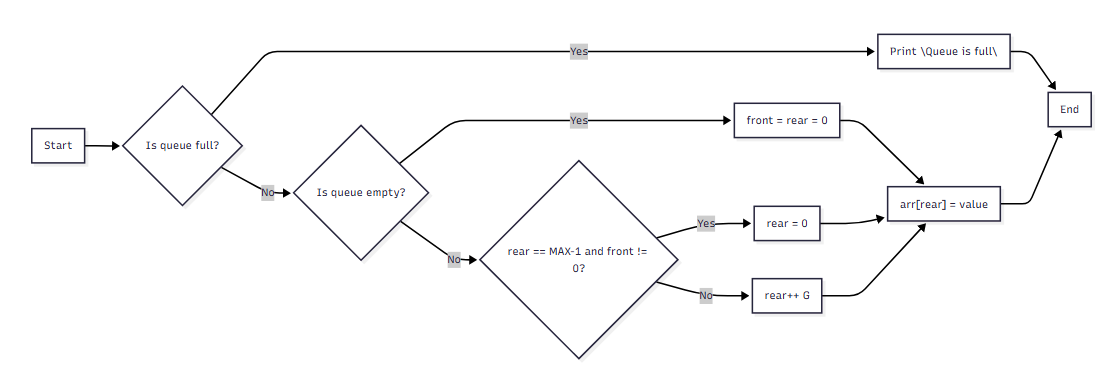 Yes
Print \Queue is full\
End
Yes
front = rear = 0
Start
Is queue full?
No
Is queue empty?
arr[rear] = value
Yes
rear = 0
rear == MAX-1 and front !=
0?
No
No
rear++ G